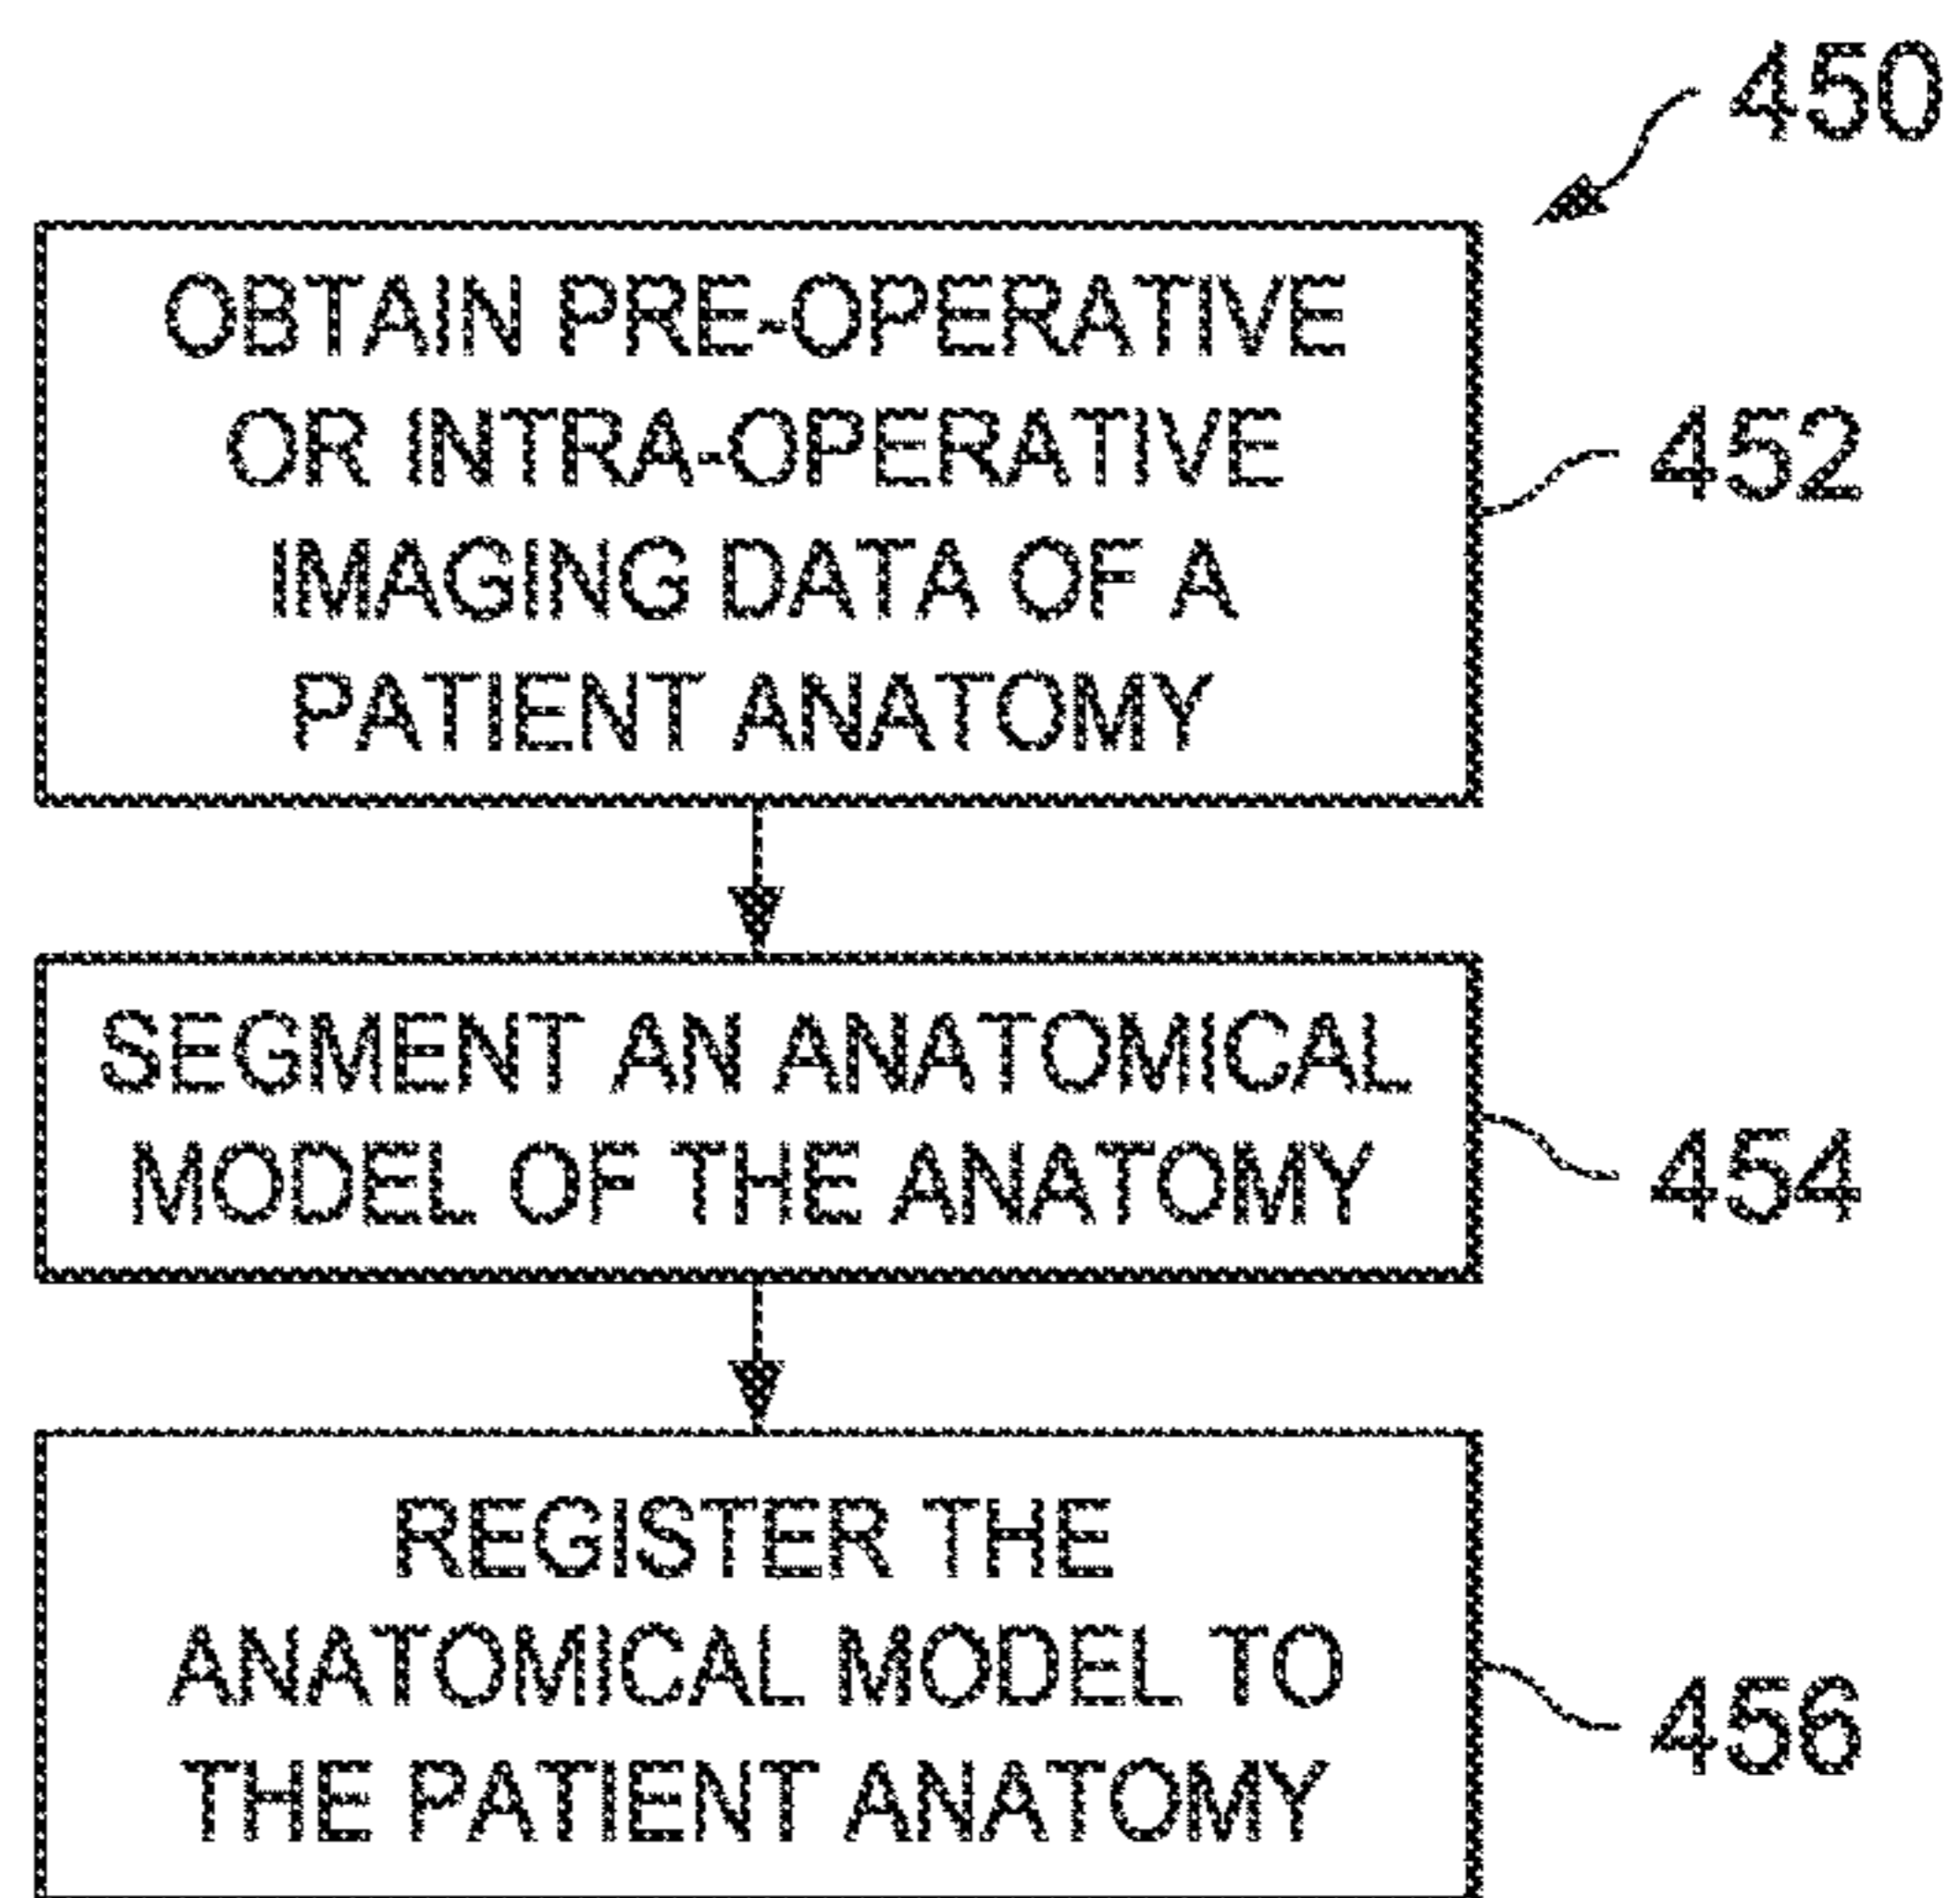 450
OBTAIN PRE-OPERATIVE
OR INTRA-OPERATIVE
IMAGING DATA OF A
PATIENT ANATOMY
452
SEGMENT AN ANATOMICAL
MODEL OF THE ANATOMY
454
REGISTER THE
ANATOMICAL MODEL TO
THE PATIENT ANATOMY
456